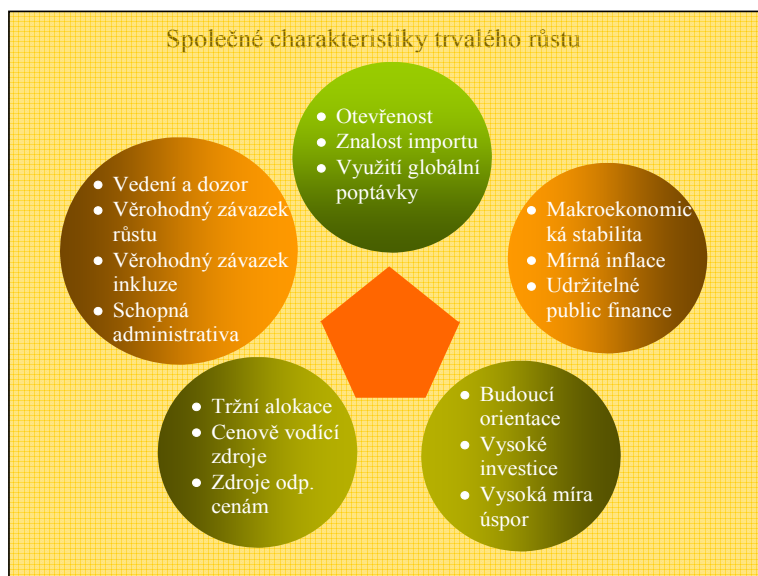 Společné charakteristiky trvalého růstu
● Otevřenost
● Znalost importu
● Využití globální
poptávky
● Vedení a dozor
● Věrohodný závazek
růstu
● Věrohodný závazek
inkluze
● Schopná
administrativa
● Makroekonomic
ká stabilita
● Mírná inflace
● Udržitelné
public finance
● Tržní alokace
● Cenově vodící
zdroje
● Zdroje odp.
cenám
● Budoucí
orientace
● Vysoké
investice
● Vysoká míra
úspor